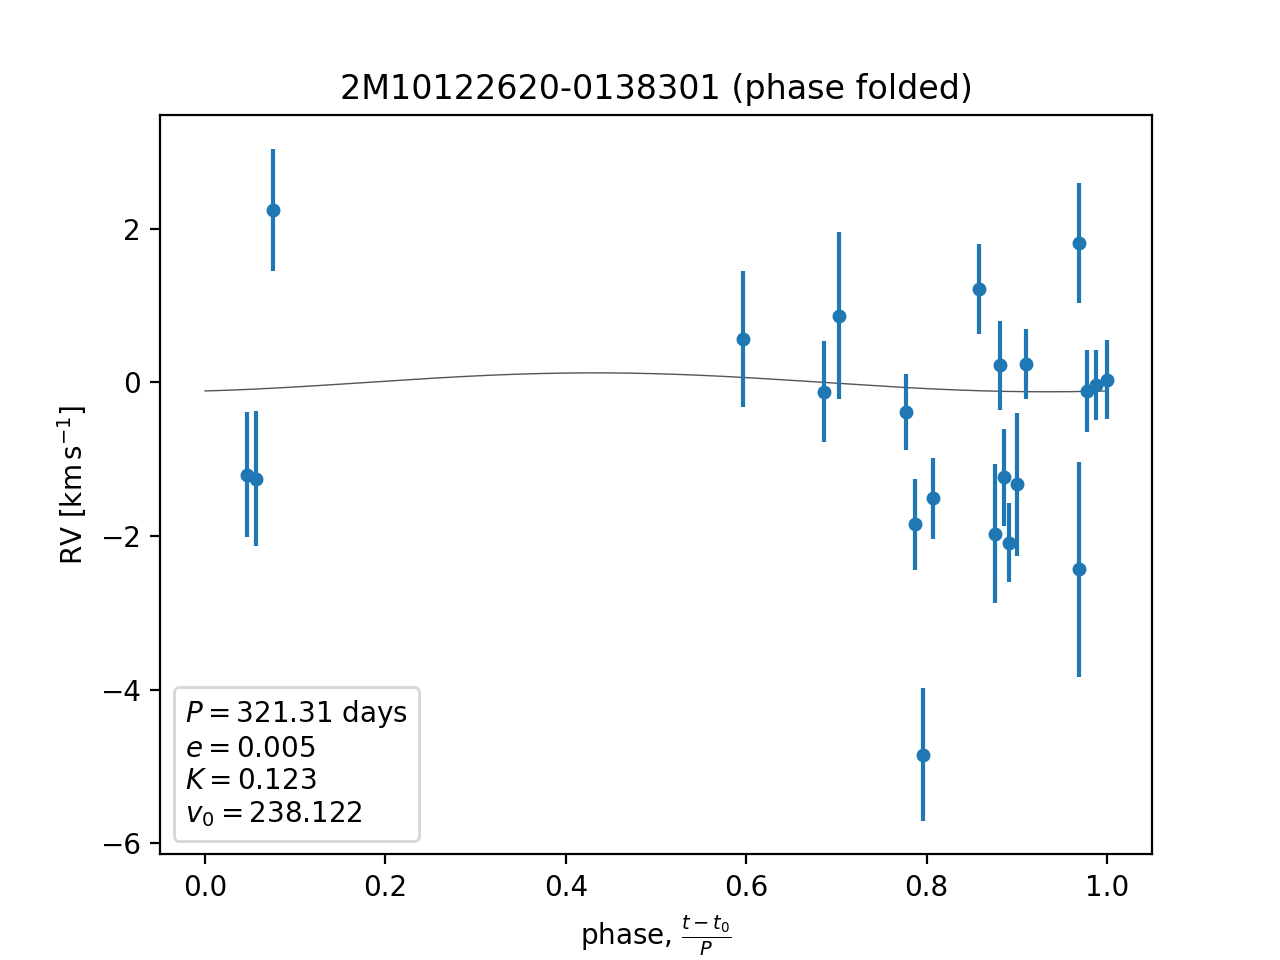 2M10122620-0138301 (phase folded)
2
0
−2
−4
−6
RV [km s⁻¹]
P = 321.31 days
e = 0.005
K = 0.123
v₀ = 238.122
0.0 0.2 0.4 0.6 0.8 1.0
phase, (t − t₀)/P